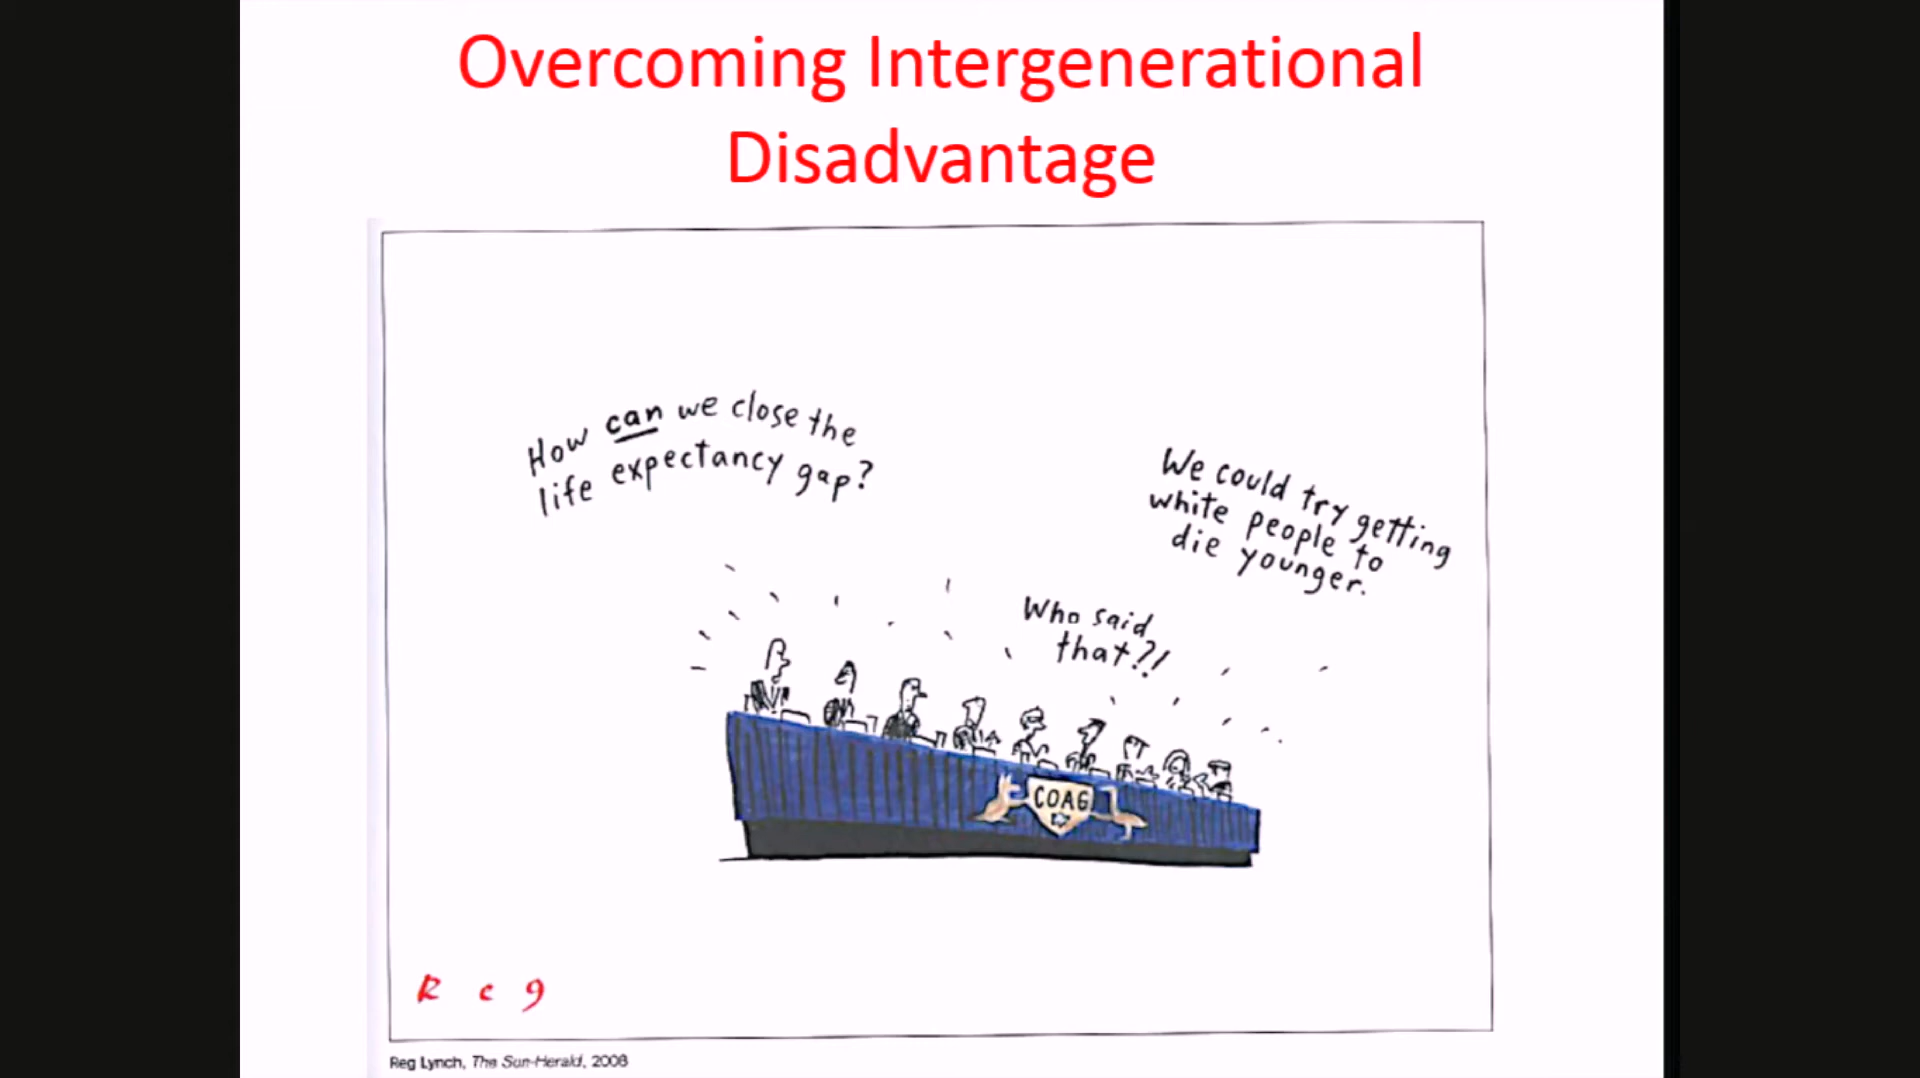 Overcoming Intergenerational
Disadvantage
How can we close the
life expectancy gap?
We could try getting
white people to
die younger.
Who said
that?!
COAG
R e g
Reg Lynch, The Sun-Herald, 2008